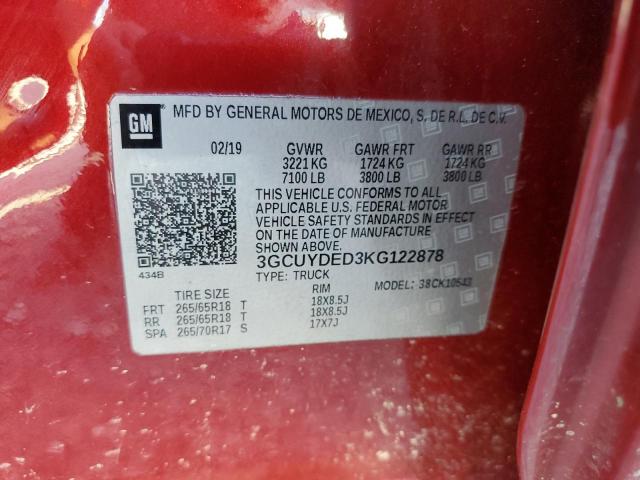 GM
MFD BY GENERAL MOTORS DE MEXICO, S. DE R.L. DE C.V.
02/19 GVWR GAWR FRT GAWR RR
3221 KG 1724 KG 1724 KG
7100 LB 3800 LB 3800 LB
THIS VEHICLE CONFORMS TO ALL
APPLICABLE U.S. FEDERAL MOTOR
VEHICLE SAFETY STANDARDS IN EFFECT
ON THE DATE OF MANUFACTURE
SHOWN ABOVE.
3GCUYDED3KG122878
434B TYPE: TRUCK
MODEL: 38CK10543
TIRE SIZE RIM
FRT 265/65R18 T 18X8.5J
RR 265/65R18 T 18X8.5J
SPA 265/70R17 S 17X7J